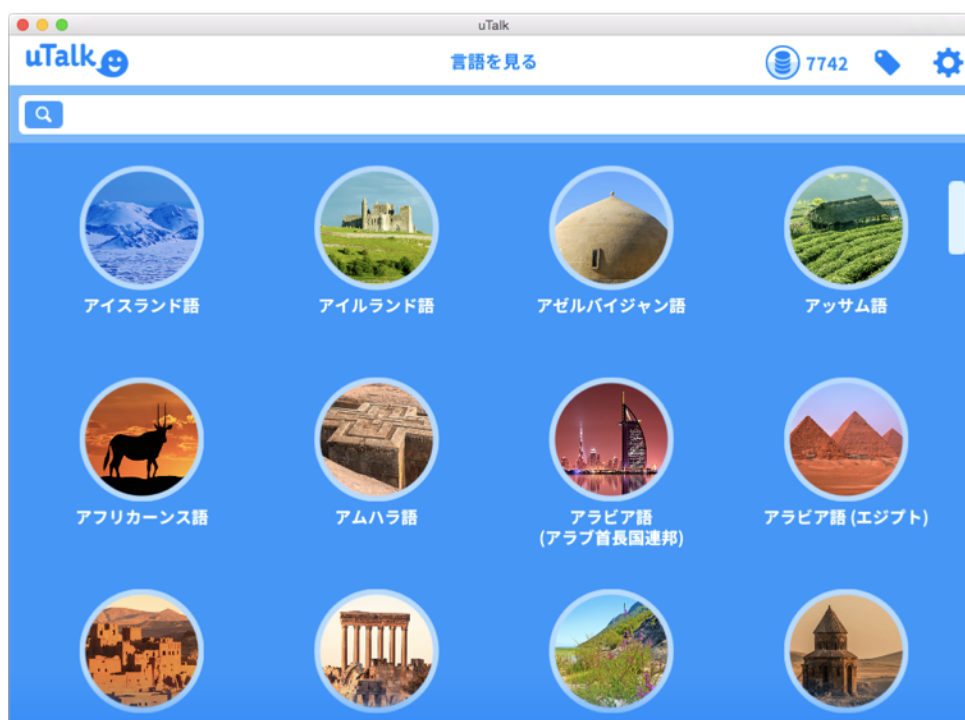 uTalk
uTalk
言語を見る
7742
アイスランド語
アイルランド語
アゼルバイジャン語
アッサム語
アフリカーンス語
アムハラ語
アラビア語
(アラブ首長国連邦)
アラビア語 (エジプト)